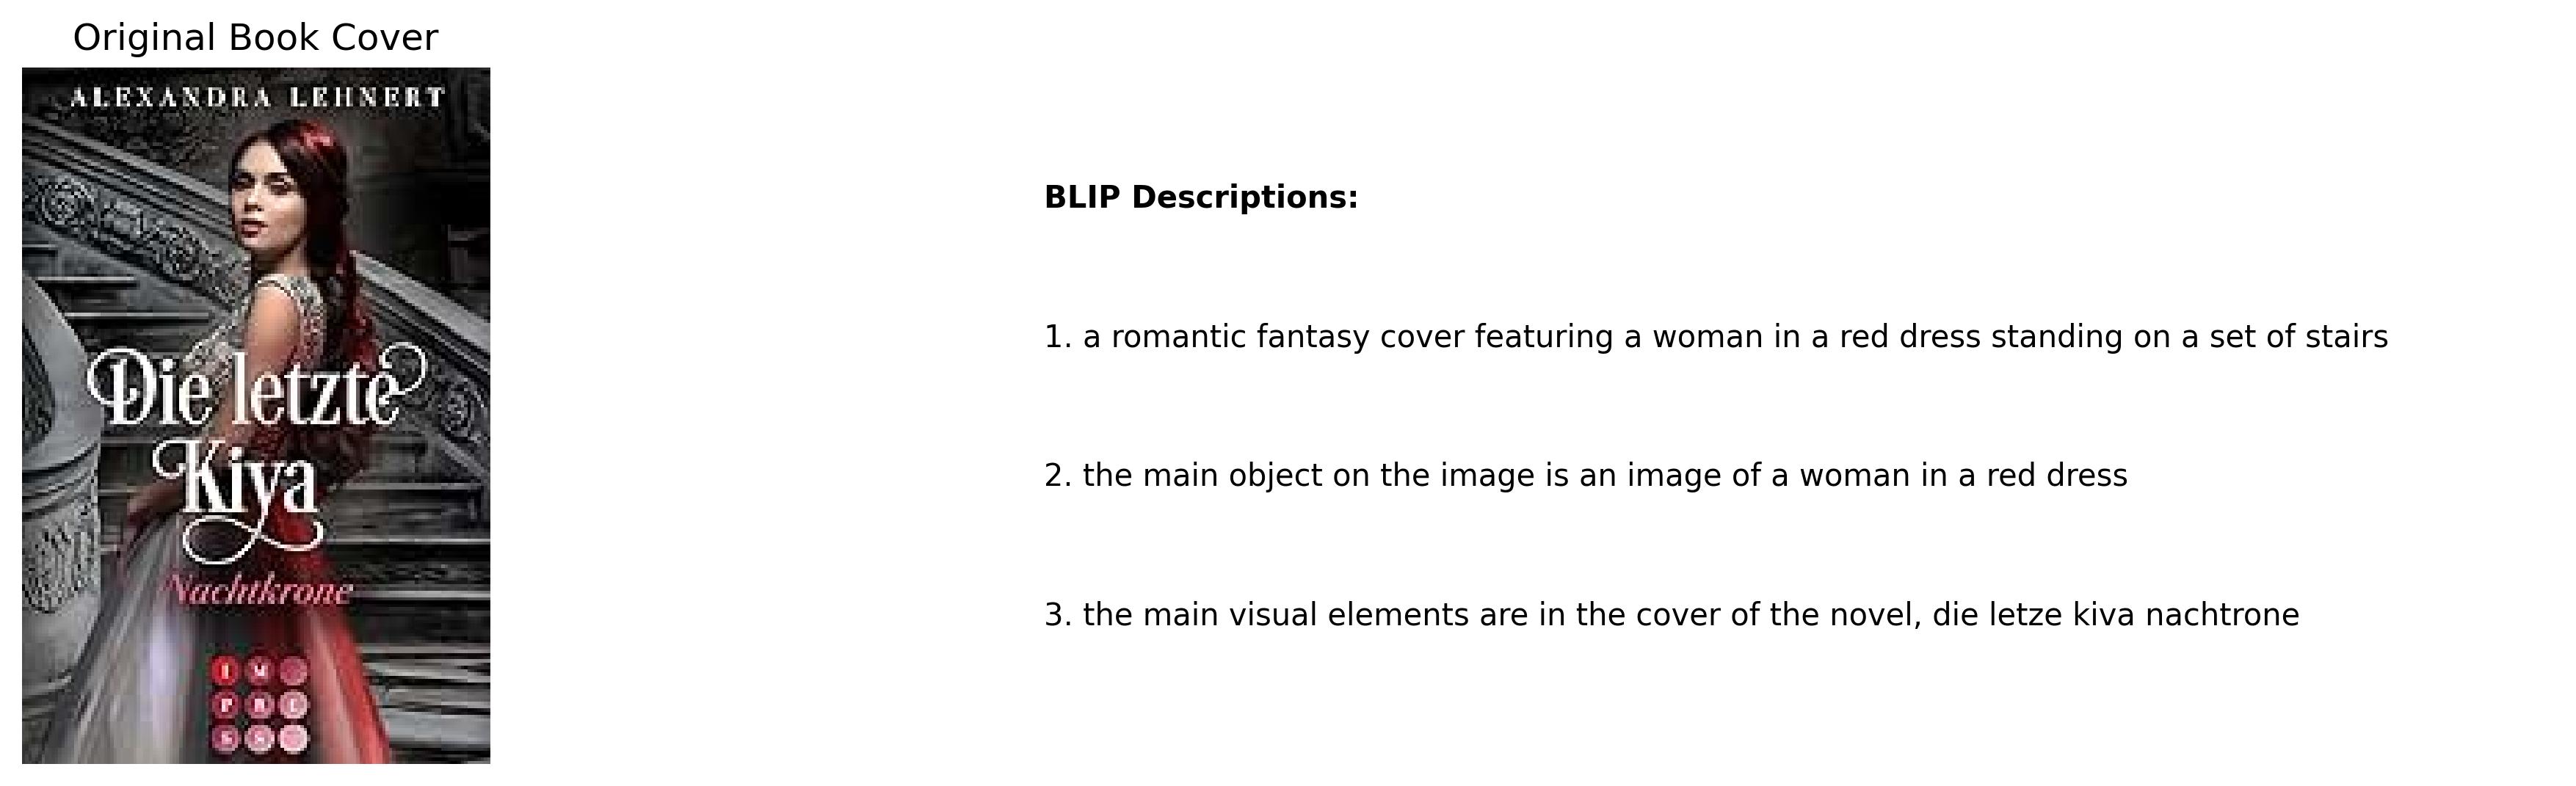 Original Book Cover
ALEXANDRA LEHNERT
Die letzte
Kiya
Nachtkrone
I M
P R E
S S
BLIP Descriptions:
1. a romantic fantasy cover featuring a woman in a red dress standing on a set of stairs
2. the main object on the image is an image of a woman in a red dress
3. the main visual elements are in the cover of the novel, die letze kiva nachtrone